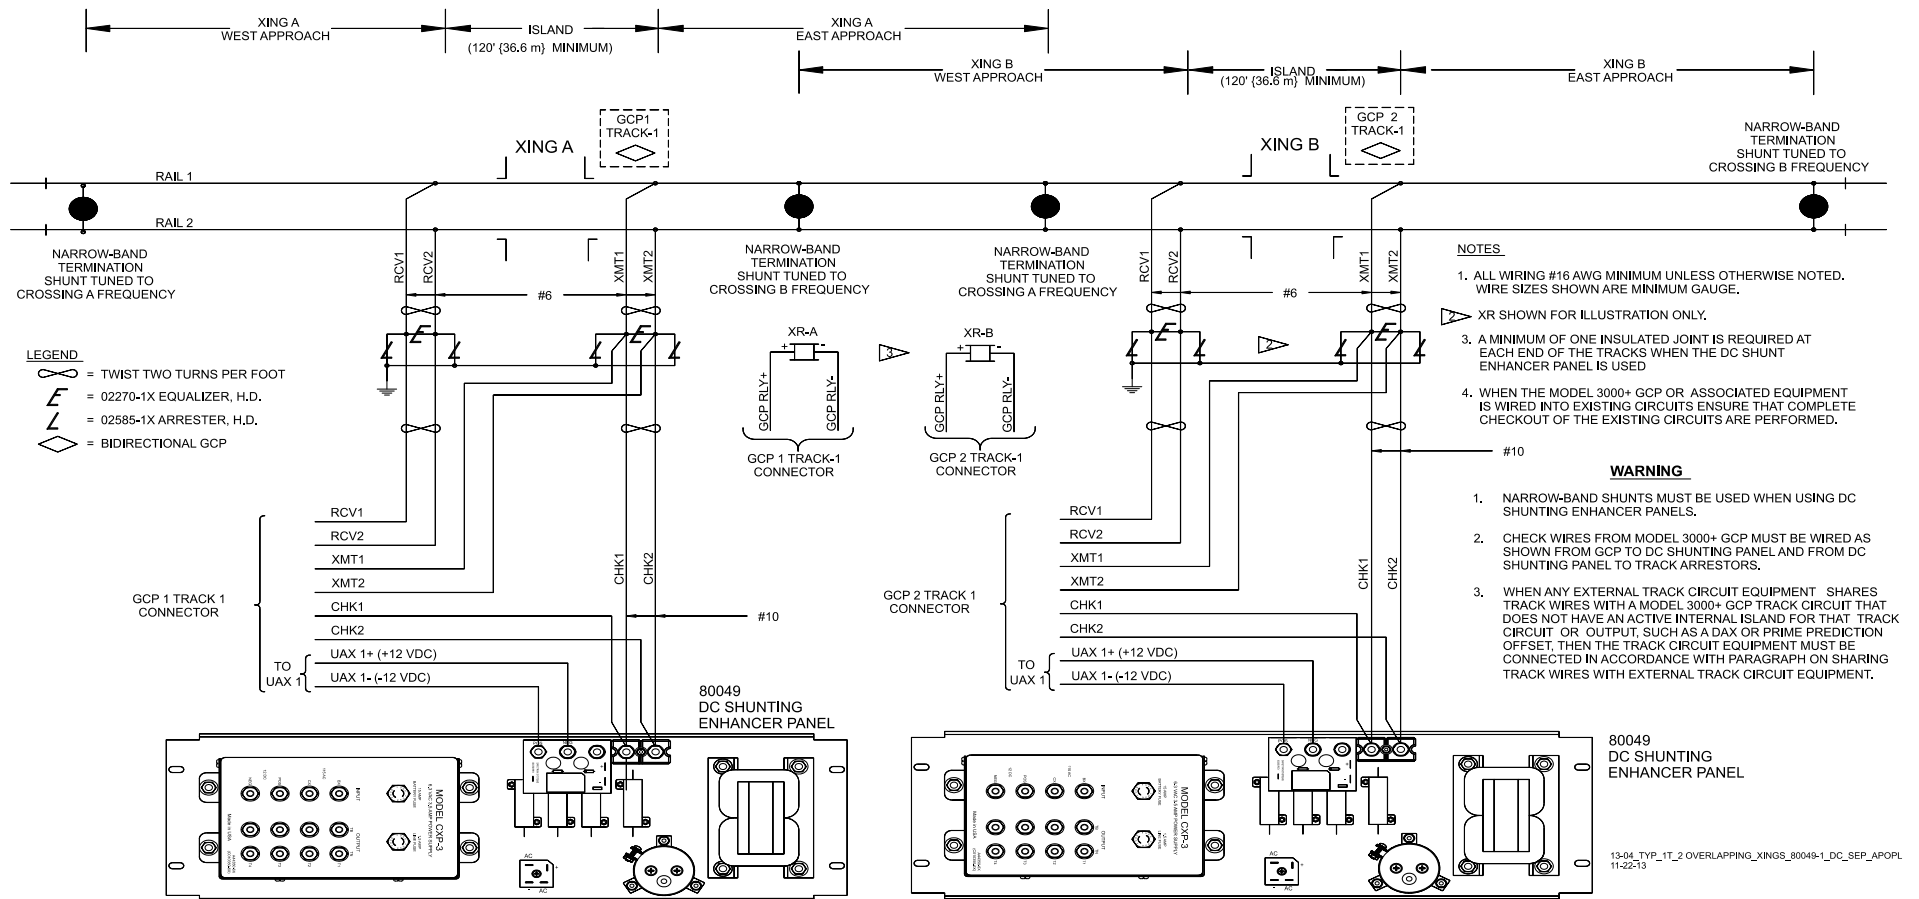 XING A
WEST APPROACH
ISLAND
(120' {36.6 m} MINIMUM)
XING A
EAST APPROACH
XING B
WEST APPROACH
ISLAND
(120' {36.6 m} MINIMUM)
XING B
EAST APPROACH
GCP1
TRACK-1
XING A
GCP 2
TRACK-1
XING B
NARROW-BAND
TERMINATION
SHUNT TUNED TO
CROSSING B FREQUENCY
RAIL 1
RAIL 2
NARROW-BAND
TERMINATION
SHUNT TUNED TO
CROSSING A FREQUENCY
RCV1
RCV2
XMT1
XMT2
#6
NARROW-BAND
TERMINATION
SHUNT TUNED TO
CROSSING B FREQUENCY
NARROW-BAND
TERMINATION
SHUNT TUNED TO
CROSSING A FREQUENCY
RCV1
RCV2
XMT1
XMT2
#6
LEGEND
= TWIST TWO TURNS PER FOOT
= 02270-1X EQUALIZER, H.D.
= 02585-1X ARRESTER, H.D.
= BIDIRECTIONAL GCP
XR-A
+ -
GCP RLY+
GCP RLY-
GCP 1 TRACK-1
CONNECTOR
3
XR-B
+ -
GCP RLY+
GCP RLY-
GCP 2 TRACK-1
CONNECTOR
2
NOTES
1. ALL WIRING #16 AWG MINIMUM UNLESS OTHERWISE NOTED.
WIRE SIZES SHOWN ARE MINIMUM GAUGE.
2 XR SHOWN FOR ILLUSTRATION ONLY.
3. A MINIMUM OF ONE INSULATED JOINT IS REQUIRED AT
EACH END OF THE TRACKS WHEN THE DC SHUNT
ENHANCER PANEL IS USED
4. WHEN THE MODEL 3000+ GCP OR ASSOCIATED EQUIPMENT
IS WIRED INTO EXISTING CIRCUITS ENSURE THAT COMPLETE
CHECKOUT OF THE EXISTING CIRCUITS ARE PERFORMED.
#10
WARNING
1. NARROW-BAND SHUNTS MUST BE USED WHEN USING DC
SHUNTING ENHANCER PANELS.
2. CHECK WIRES FROM MODEL 3000+ GCP MUST BE WIRED AS
SHOWN FROM GCP TO DC SHUNTING PANEL AND FROM DC
SHUNTING PANEL TO TRACK ARRESTORS.
3. WHEN ANY EXTERNAL TRACK CIRCUIT EQUIPMENT SHARES
TRACK WIRES WITH A MODEL 3000+ GCP TRACK CIRCUIT THAT
DOES NOT HAVE AN ACTIVE INTERNAL ISLAND FOR THAT TRACK
CIRCUIT OR OUTPUT, SUCH AS A DAX OR PRIME PREDICTION
OFFSET, THEN THE TRACK CIRCUIT EQUIPMENT MUST BE
CONNECTED IN ACCORDANCE WITH PARAGRAPH ON SHARING
TRACK WIRES WITH EXTERNAL TRACK CIRCUIT EQUIPMENT.
GCP 1 TRACK 1
CONNECTOR
RCV1
RCV2
XMT1
XMT2
CHK1
CHK2
TO
UAX 1
UAX 1+ (+12 VDC)
UAX 1- (-12 VDC)
CHK1
CHK2
#10
80049
DC SHUNTING
ENHANCER PANEL
GCP 2 TRACK 1
CONNECTOR
RCV1
RCV2
XMT1
XMT2
CHK1
CHK2
TO
UAX 1
UAX 1+ (+12 VDC)
UAX 1- (-12 VDC)
CHK1
CHK2
80049
DC SHUNTING
ENHANCER PANEL
INPUT
OUTPUT
MODEL CXP-3
Made in USA
AC
AC
INPUT
OUTPUT
MODEL CXP-3
Made in USA
AC
AC
13-04_TYP_1T_2 OVERLAPPING_XINGS_80049-1_DC_SEP_APOPL
11-22-13